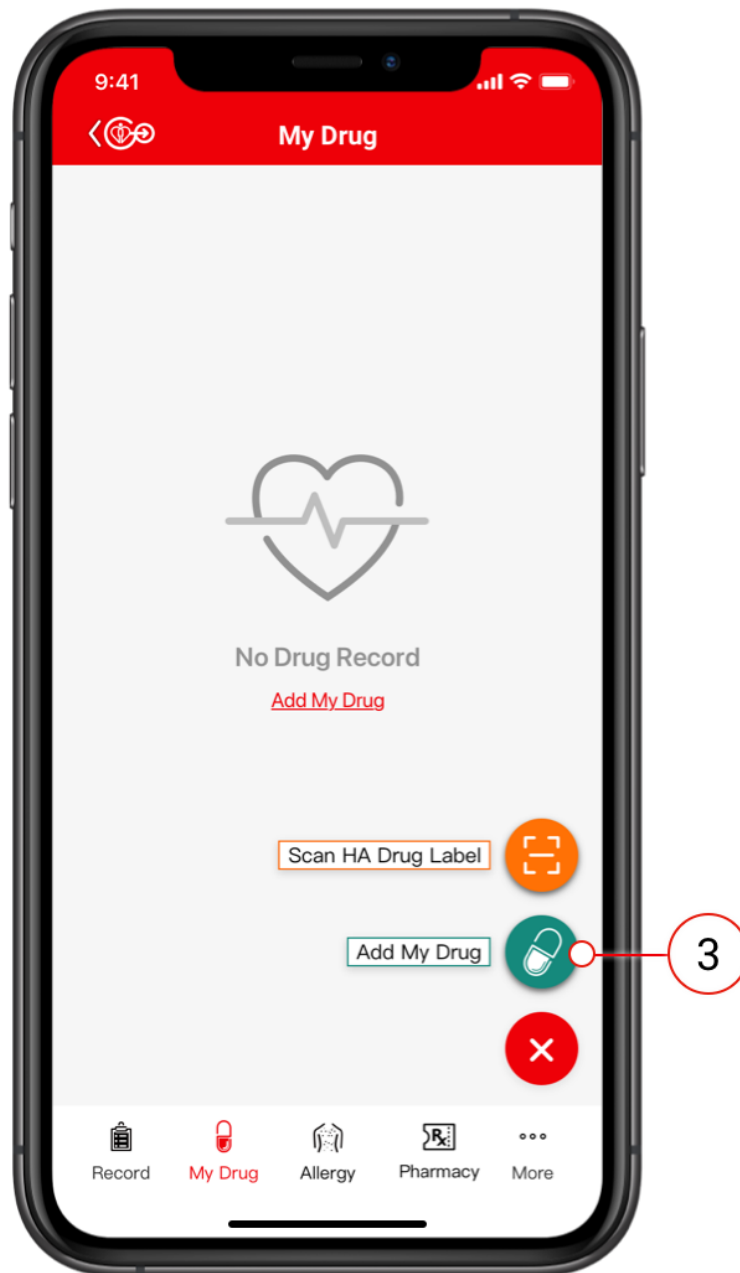 9:41
My Drug
No Drug Record
Add My Drug
Scan HA Drug Label
Add My Drug
3
Rx
Record
My Drug
Allergy
Pharmacy
More